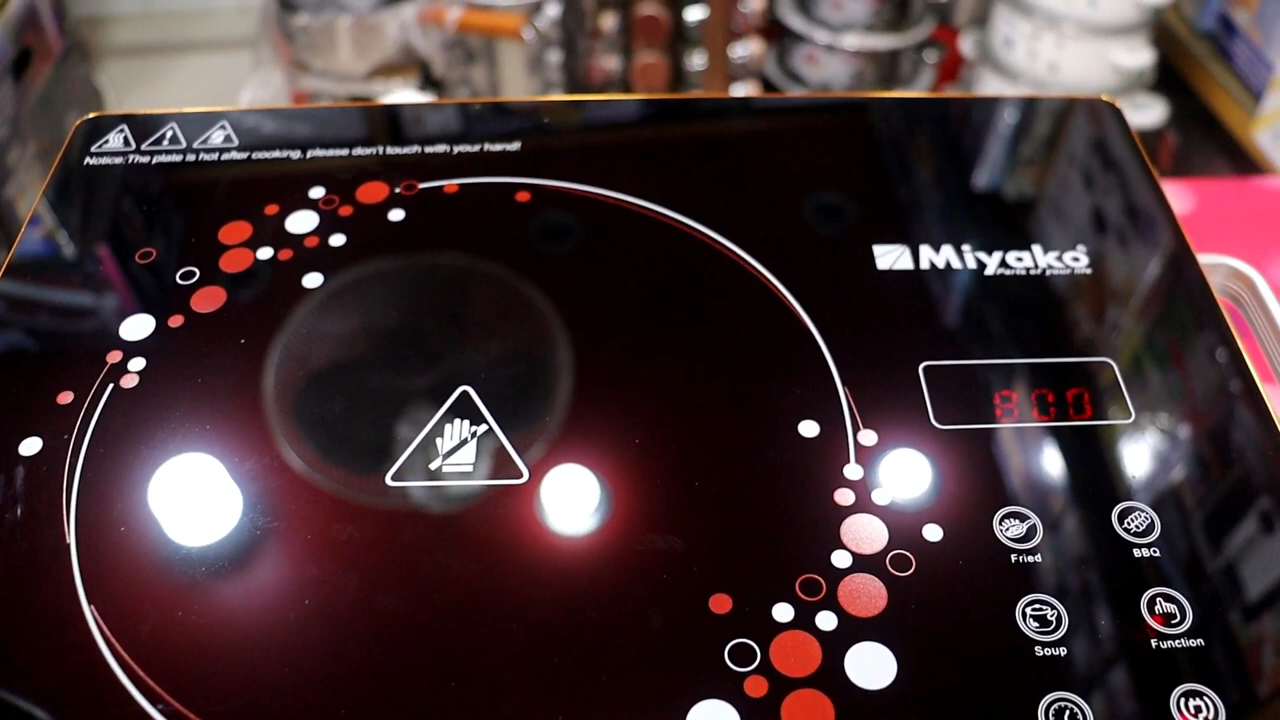 Notice:The plate is hot after cooking, please don't touch with your hand!
Miyako
Parts of your life
800
Fried
BBQ
Soup
Function